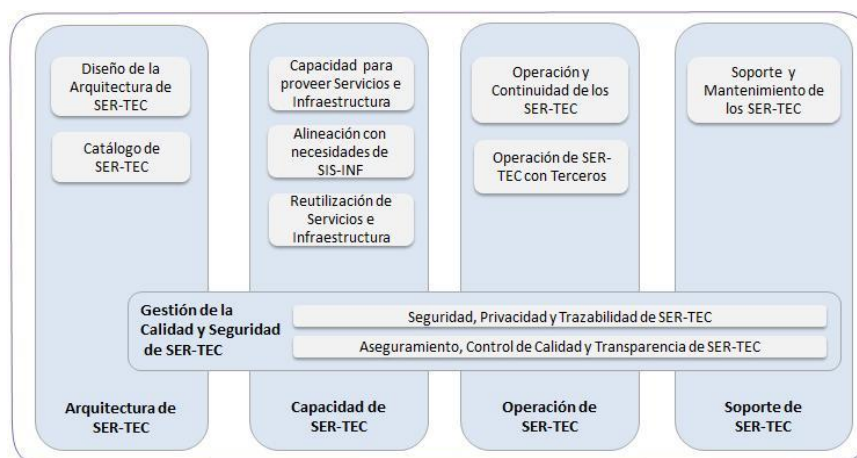 Diseño de la
Arquitectura de
SER-TEC
Catálogo de
SER-TEC
Arquitectura de
SER-TEC
Capacidad para
proveer Servicios e
Infraestructura
Alineación con
necesidades de
SIS-INF
Reutilización de
Servicios e
Infraestructura
Capacidad de
SER-TEC
Operación y
Continuidad de los
SER-TEC
Operación de SER-
TEC con Terceros
Operación de
SER-TEC
Soporte y
Mantenimiento de
los SER-TEC
Soporte de
SER-TEC
Gestión de la
Calidad y Seguridad
de SER-TEC
Seguridad, Privacidad y Trazabilidad de SER-TEC
Aseguramiento, Control de Calidad y Transparencia de SER-TEC